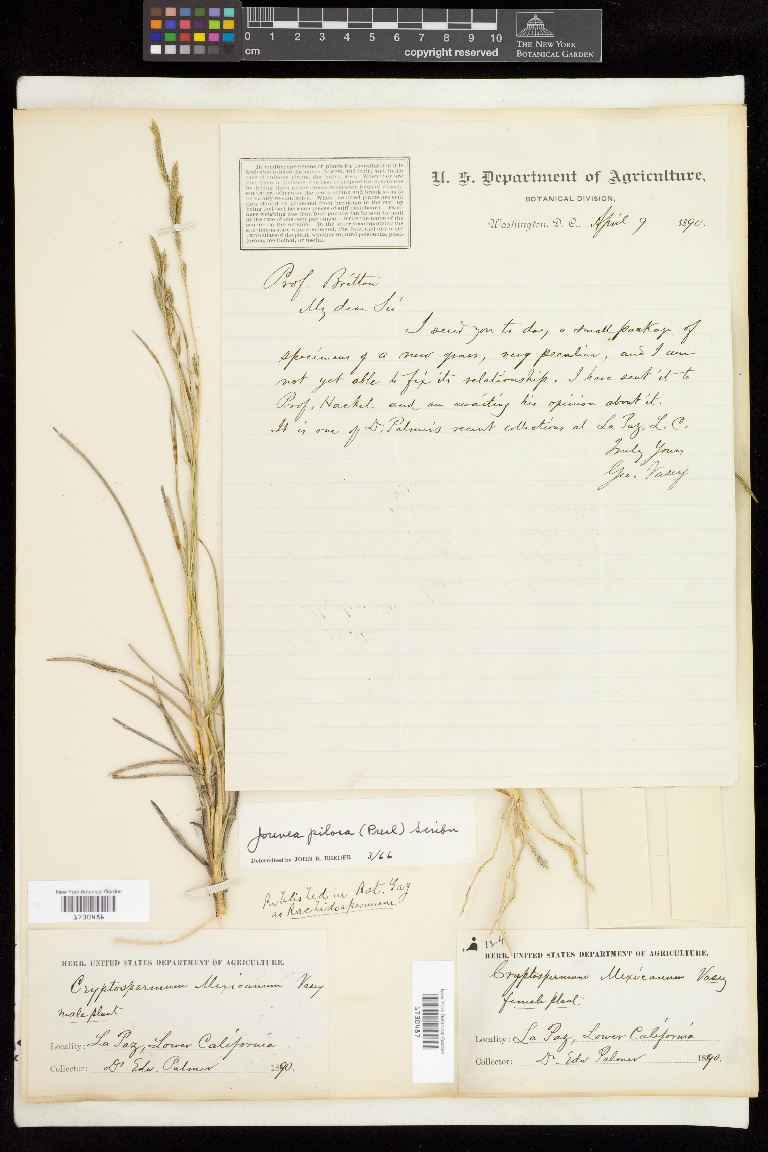 0 1 2 3 4 5 6 7 8 9 10
cm
copyright reserved
THE NEW YORK
BOTANICAL GARDEN
U. S. Department of Agriculture,
BOTANICAL DIVISION,
Washington, D. C., April 9 1890.
Prof. Britton
My dear Sir
I send you to day a small package of
specimens of a new grass, very peculiar, and I am
not yet able to fix its relationship. I have sent it to
Prof. Hackel and am awaiting his opinion about it.
It is one of Dr. Palmer's recent collections at La Paz, L. C.
Truly Yours
Geo. Vasey
Jouvea pilosa (Presl) Scribn
Determined by JOHN R. REEDER 3/66
Published in Bot. Gaz
as Rachidospermum
New York Botanical Garden
3730486
HERB. UNITED STATES DEPARTMENT OF AGRICULTURE.
Cryptospermum Mexicanum Vasey
male plant
Locality: La Paz, Lower California
Collector: Dr Edw. Palmer 1890.
New York Botanical Garden
3730487
124
HERB. UNITED STATES DEPARTMENT OF AGRICULTURE.
Cryptospermum Mexicanum Vasey
female plant.
Locality: La Paz, Lower California
Collector: Dr. Edw Palmer 1890.